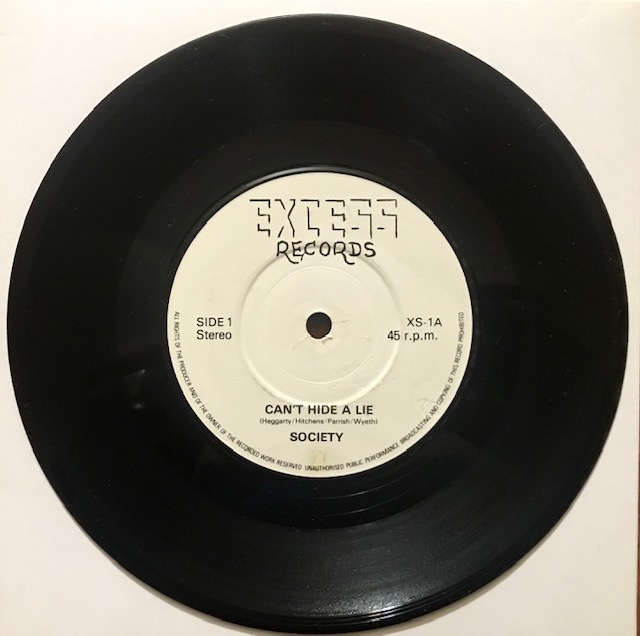 EXCESS
RECORDS
SIDE 1
Stereo
XS-1A
45 r.p.m.
CAN'T HIDE A LIE
(Heggarty/Hitchens/Parrish/Wyeth)
SOCIETY
ALL RIGHTS OF THE PRODUCER AND OF THE OWNER OF THE RECORDED WORK RESERVED UNAUTHORISED PUBLIC PERFORMANCE BROADCASTING AND COPYING OF THIS RECORD PROHIBITED